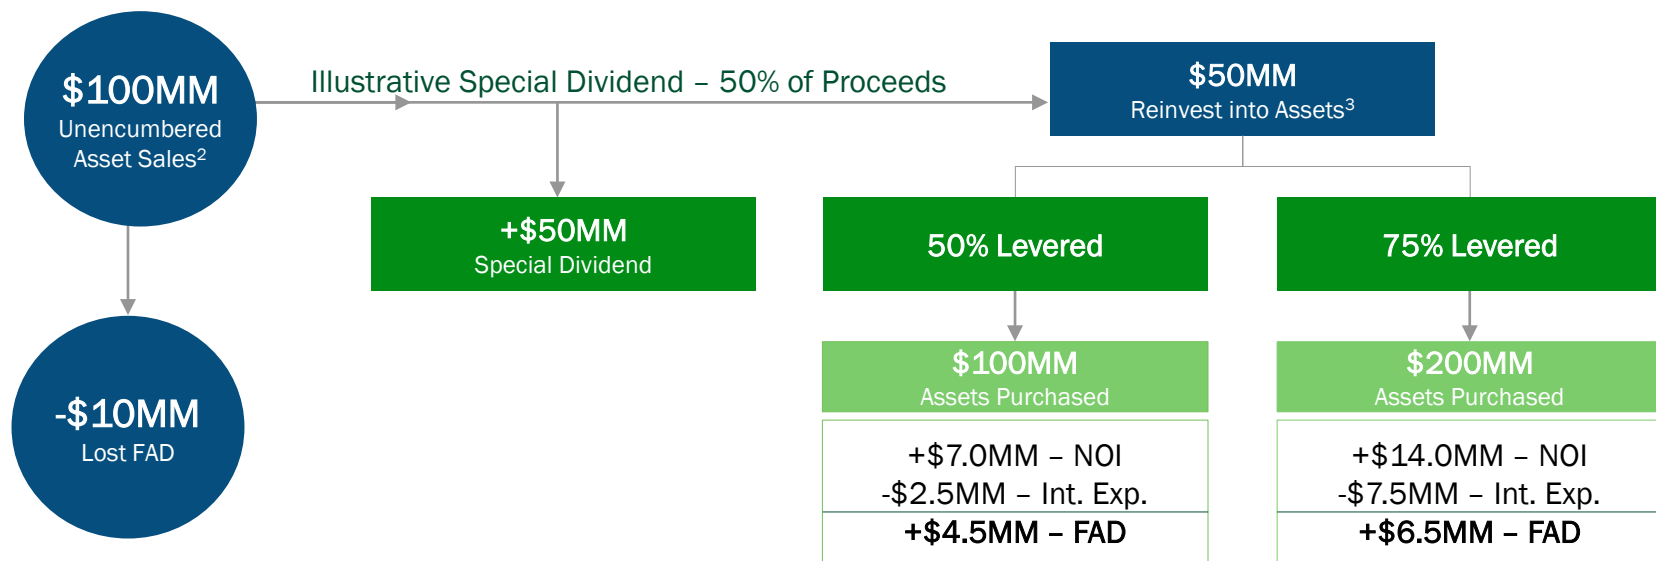 $100MM
Unencumbered
Asset Sales²
Illustrative Special Dividend – 50% of Proceeds
$50MM
Reinvest into Assets³
+$50MM
Special Dividend
50% Levered
75% Levered
-$10MM
Lost FAD
$100MM
Assets Purchased
+$7.0MM – NOI
-$2.5MM – Int. Exp.
+$4.5MM – FAD
$200MM
Assets Purchased
+$14.0MM – NOI
-$7.5MM – Int. Exp.
+$6.5MM – FAD